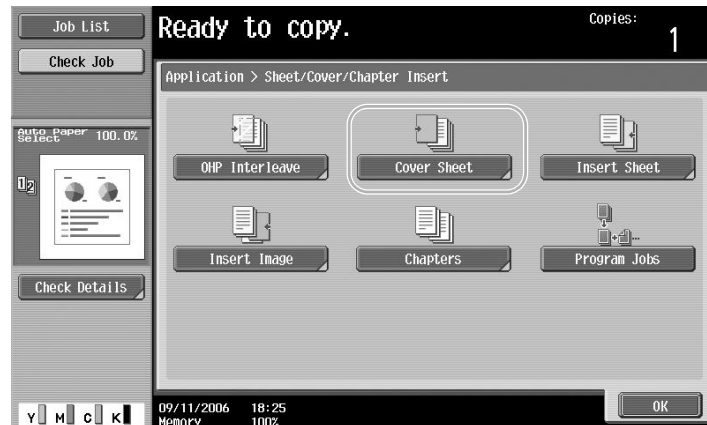 Job List
Check Job
Ready to copy.
Copies:
1
Application > Sheet/Cover/Chapter Insert
Auto Paper
Select
100.0%
1 2
OHP Interleave
Cover Sheet
Insert Sheet
Insert Image
Chapters
Program Jobs
Check Details
Y M C K
09/11/2006 18:25
Memory 100%
OK